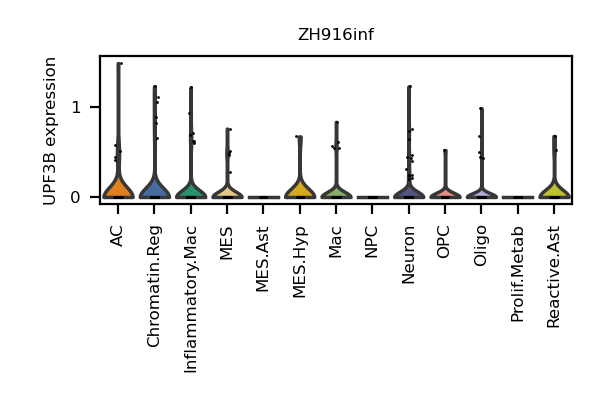 ZH916inf
UPF3B expression
1
0
AC
Chromatin.Reg
Inflammatory.Mac
MES
MES.Ast
MES.Hyp
Mac
NPC
Neuron
OPC
Oligo
Prolif.Metab
Reactive.Ast